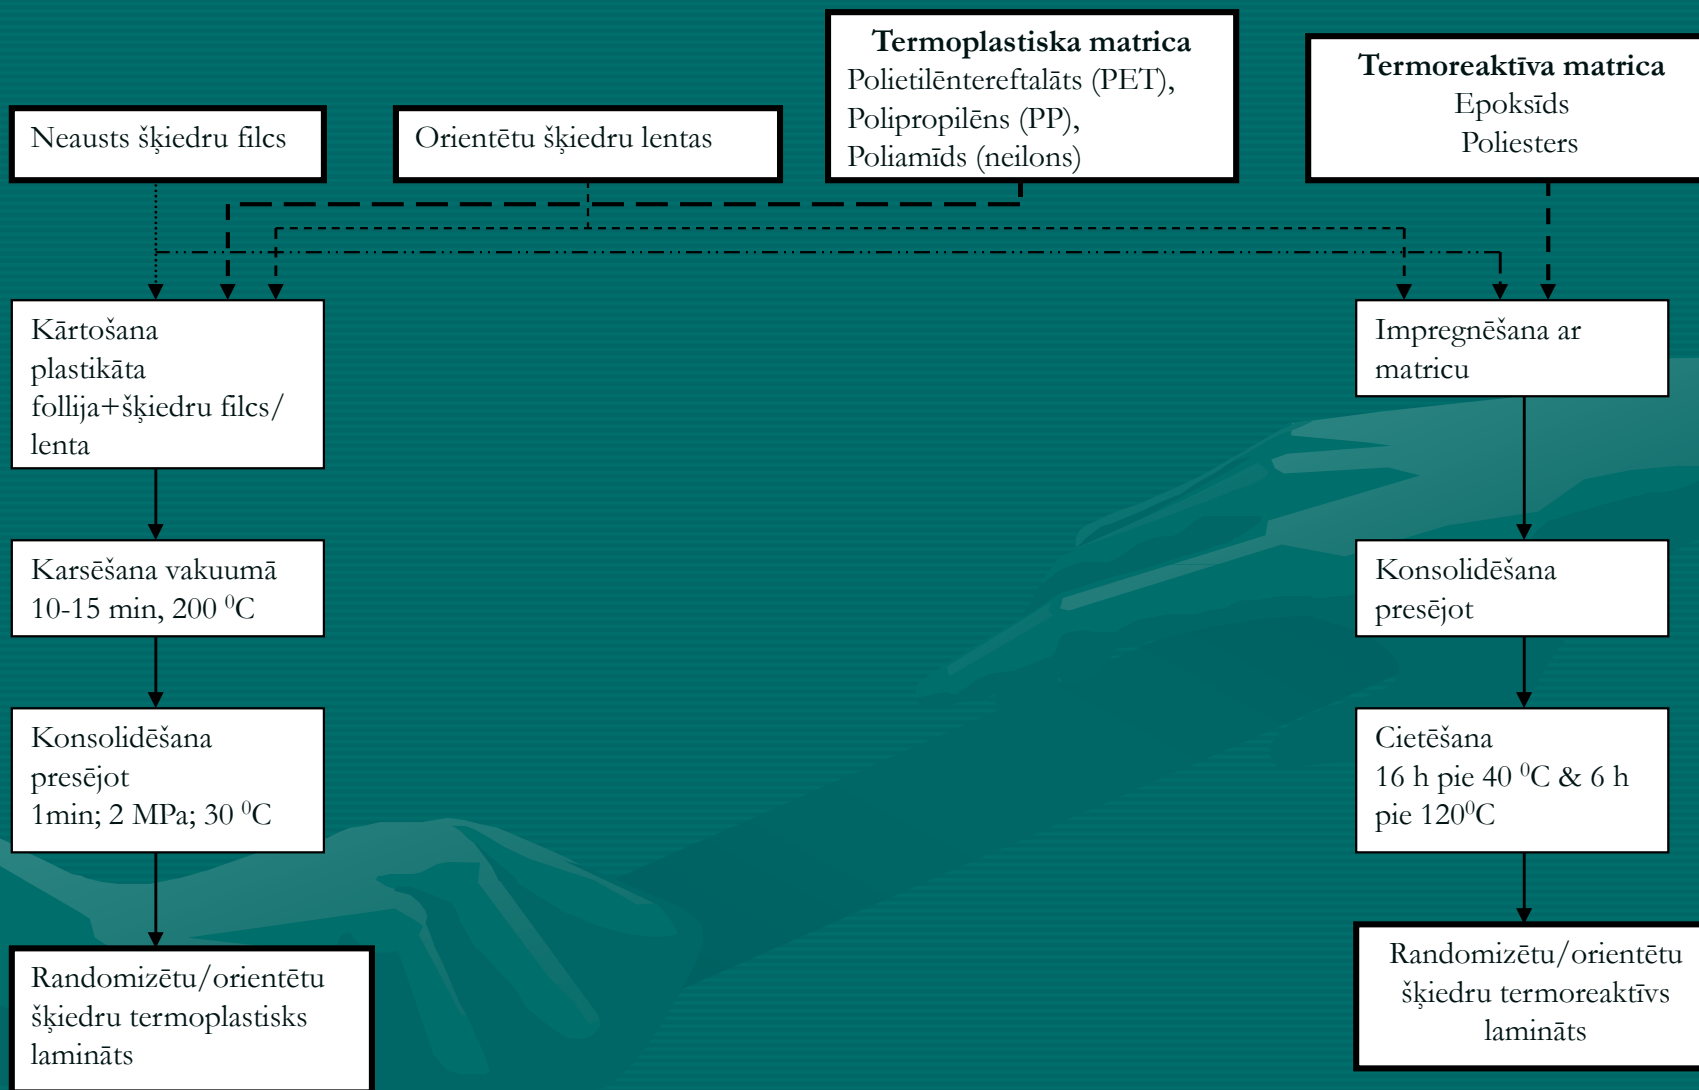 Neausts šķiedru filcs
Orientētu šķiedru lentas
Termoplastiska matrica
Polietilēntereftalāts (PET),
Polipropilēns (PP),
Poliamīds (neilons)
Termoreaktīva matrica
Epoksīds
Poliesters
Kārtošana
plastikāta
follija+šķiedru filcs/
lenta
Karsēšana vakuumā
10-15 min, 200 ⁰C
Konsolidēšana
presējot
1min; 2 MPa; 30 ⁰C
Randomizētu/orientētu
šķiedru termoplastisks
lamināts
Impregnēšana ar
matricu
Konsolidēšana
presējot
Cietēšana
16 h pie 40 ⁰C & 6 h
pie 120⁰C
Randomizētu/orientētu
šķiedru termoreaktīvs
lamināts